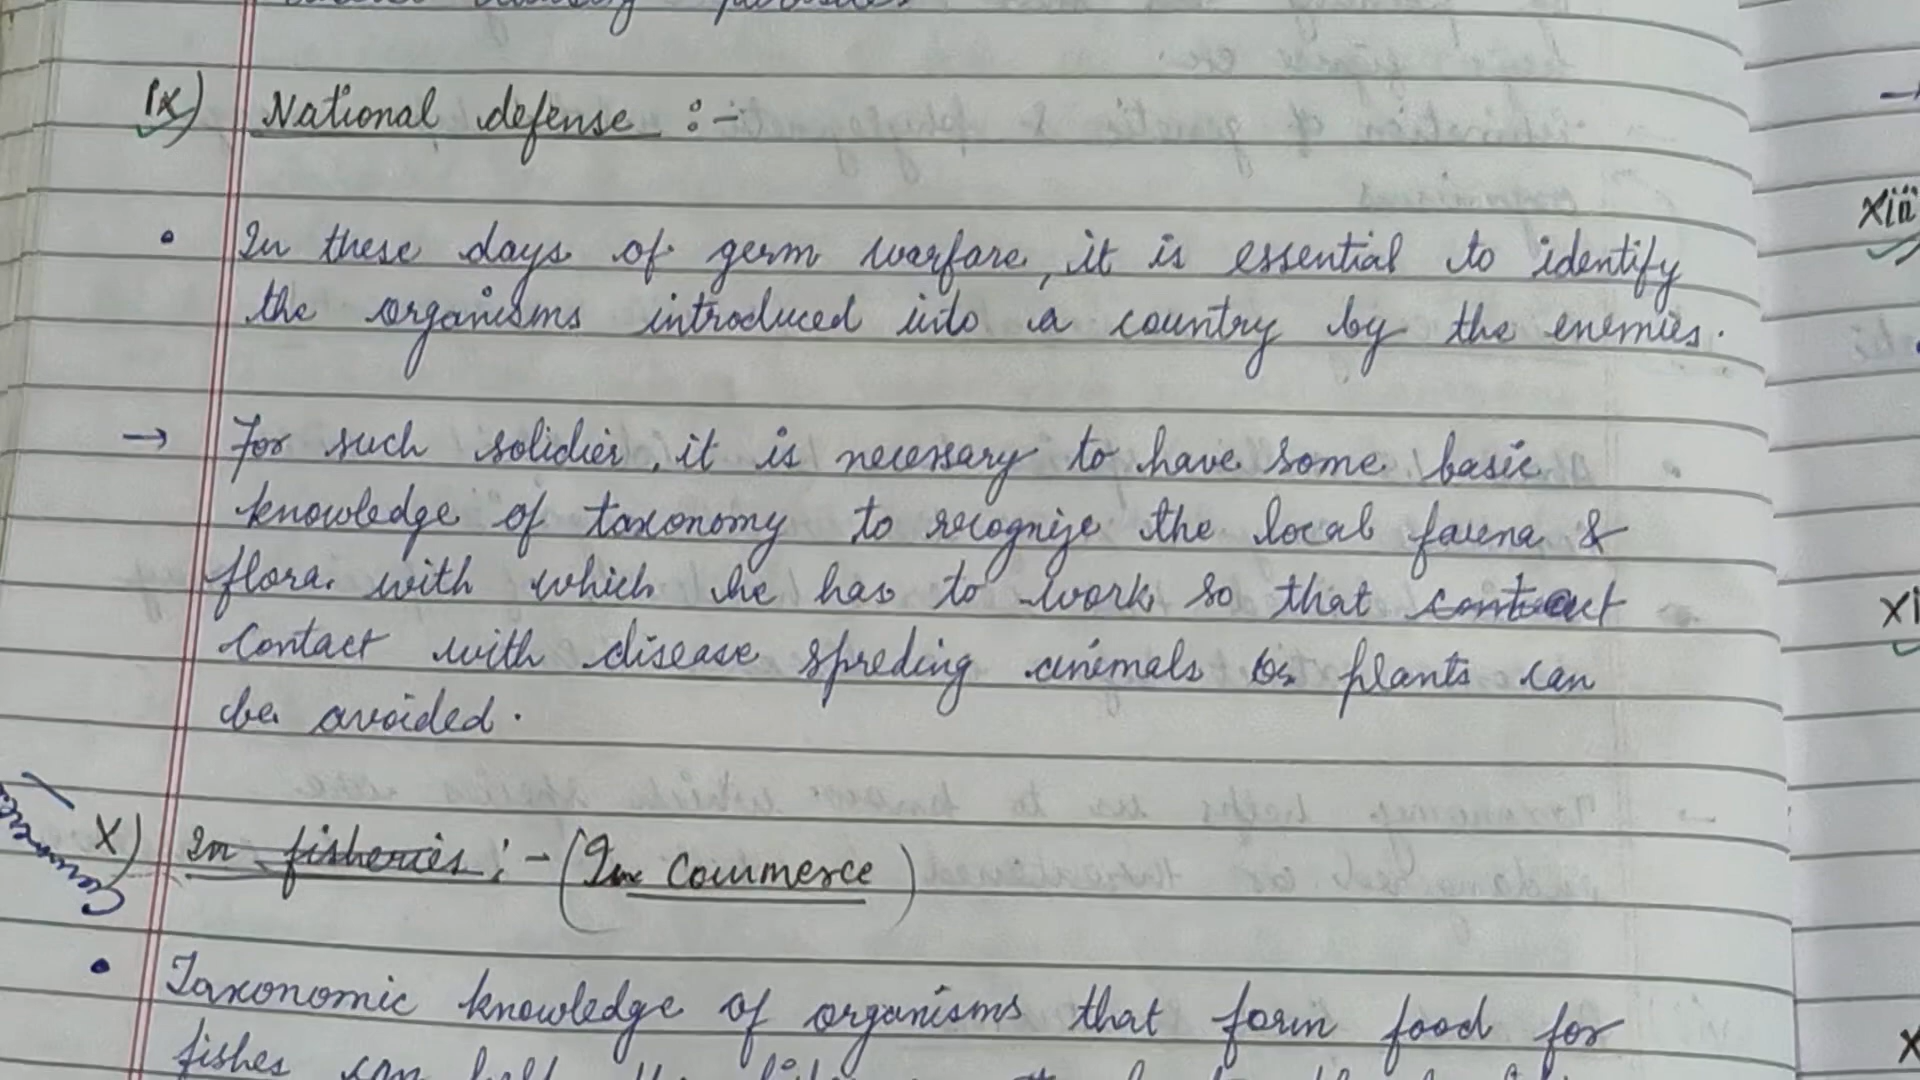 ix) National defense :-
• In these days of germ warfare, it is essential to identify
the organisms introduced into a country by the enemies.
→ For such solidier, it is necessary to have some basic
knowledge of taxonomy to recognize the local fauna &
flora. with which he has to work so that
contact with disease spreding animals or plants can
be avoided.
X) In fisheries :- (In Commerce)
• Taxonomic knowledge of organisms that form food for
fishes can
xiii